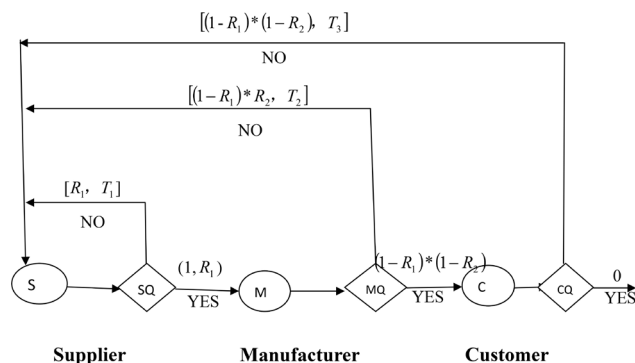 [(1-R₁)*(1-R₂), T₃]
NO
[(1-R₁)*R₂, T₂]
NO
[R₁, T₁]
NO
S
SQ
(1, R₁)
YES
M
MQ
(1-R₁)*(1-R₂)
YES
C
CQ
0
YES
Supplier Manufacturer Customer